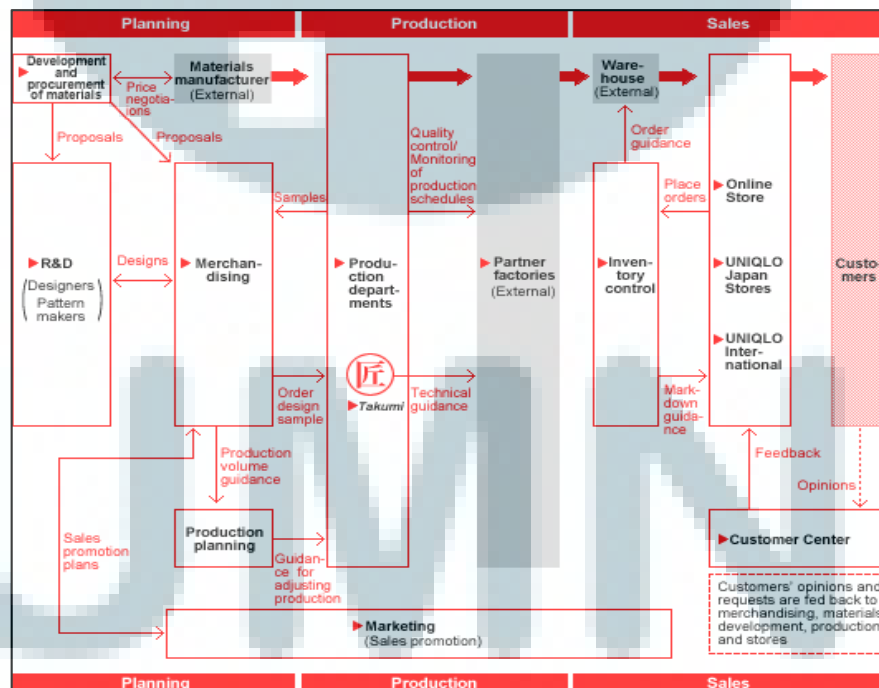 Planning
Production
Sales
Development
and
procurement
of materials
Price
negotia-
tions
Materials
manufacturer
(External)
Ware-
house
(External)
Proposals
Proposals
Quality
control/
Monitoring
of
production
schedules
Order
guidance
Samples
Place
orders
Online
Store
R&D
(Designers
Pattern
makers)
Designs
Merchan-
dising
Produ-
ction
depart-
ments
Partner
factories
(External)
Inven-
tory
control
UNIQLO
Japan
Stores
UNIQLO
Inter-
national
Custo-
mers
匠
Takumi
Order
design
sample
Technical
guidance
Mark-
down
guida-
nce
Production
volume
guidance
Feedback
Opinions
Sales
promotion
plans
Production
planning
Guidan-
ce for
adjusting
production
Customer Center
Customers' opinions and
requests are fed back to
merchandising, materials
development, production
and stores
Marketing
(Sales promotion)
Planning
Production
Sales